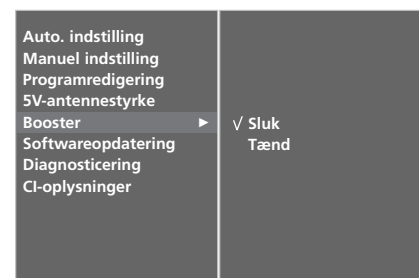 Auto. indstilling
Manuel indstilling
Programredigering
5V-antennestyrke
Booster ►
Softwareopdatering
Diagnosticering
CI-oplysninger
√ Sluk
Tænd